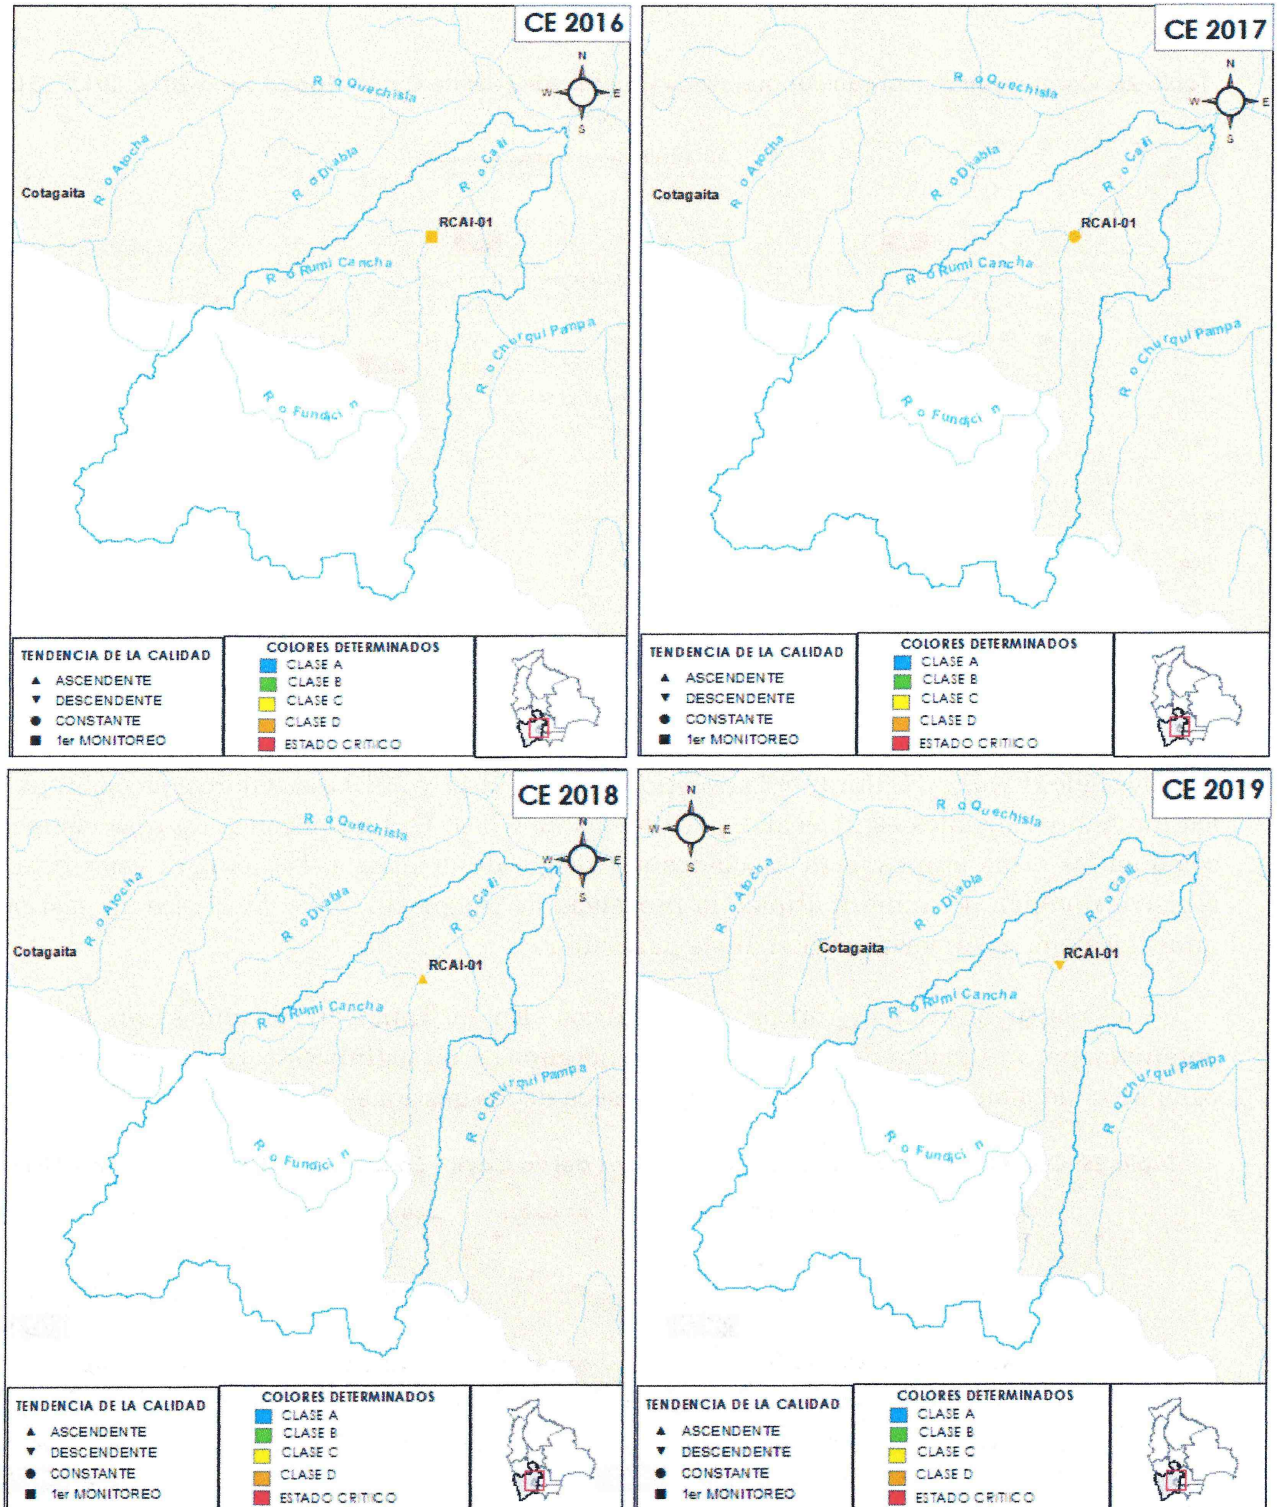 CE 2016
N
W E
S
R o Quechisla
R o Atocha
R o Diabla
R o Caiti
Cotagaita
RCAI-01
R o Rumi Cancha
R o Churqui Pampa
R o Fundici n
TENDENCIA DE LA CALIDAD
ASCENDENTE
DESCENDENTE
CONSTANTE
1er MONITOREO
COLORES DETERMINADOS
CLASE A
CLASE B
CLASE C
CLASE D
ESTADO CRITICO
CE 2017
N
W E
S
R o Quechisla
R o Atocha
R o Diabla
R o Caiti
Cotagaita
RCAI-01
R o Rumi Cancha
R o Churqui Pampa
R o Fundici n
TENDENCIA DE LA CALIDAD
ASCENDENTE
DESCENDENTE
CONSTANTE
1er MONITOREO
COLORES DETERMINADOS
CLASE A
CLASE B
CLASE C
CLASE D
ESTADO CRITICO
CE 2018
N
W E
S
R o Quechisla
R o Atocha
R o Diabla
R o Caiti
Cotagaita
RCAI-01
R o Rumi Cancha
R o Churqui Pampa
R o Fundici n
TENDENCIA DE LA CALIDAD
ASCENDENTE
DESCENDENTE
CONSTANTE
1er MONITOREO
COLORES DETERMINADOS
CLASE A
CLASE B
CLASE C
CLASE D
ESTADO CRITICO
CE 2019
N
W E
S
R o Quechisla
R o Atocha
R o Diabla
R o Caiti
Cotagaita
RCAI-01
R o Rumi Cancha
R o Churqui Pampa
R o Fundici n
TENDENCIA DE LA CALIDAD
ASCENDENTE
DESCENDENTE
CONSTANTE
1er MONITOREO
COLORES DETERMINADOS
CLASE A
CLASE B
CLASE C
CLASE D
ESTADO CRITICO